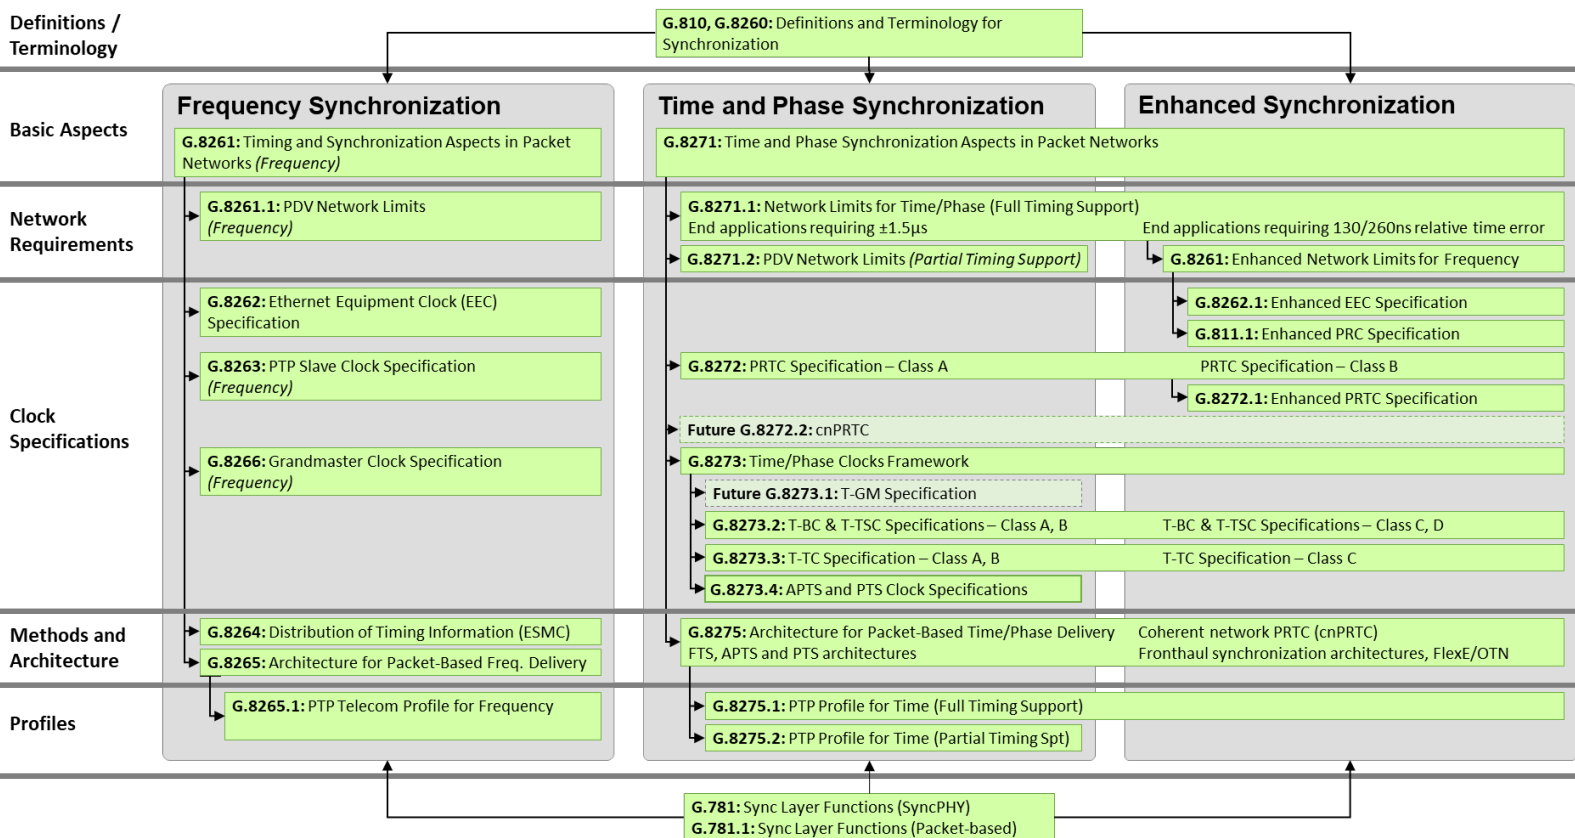 Definitions /
Terminology
G.810, G.8260: Definitions and Terminology for
Synchronization
Basic Aspects
Frequency Synchronization
Time and Phase Synchronization
Enhanced Synchronization
G.8261: Timing and Synchronization Aspects in Packet
Networks (Frequency)
G.8271: Time and Phase Synchronization Aspects in Packet Networks
Network
Requirements
G.8261.1: PDV Network Limits
(Frequency)
G.8271.1: Network Limits for Time/Phase (Full Timing Support)
End applications requiring ±1.5µs
End applications requiring 130/260ns relative time error
G.8271.2: PDV Network Limits (Partial Timing Support)
G.8261: Enhanced Network Limits for Frequency
Clock
Specifications
G.8262: Ethernet Equipment Clock (EEC)
Specification
G.8262.1: Enhanced EEC Specification
G.811.1: Enhanced PRC Specification
G.8263: PTP Slave Clock Specification
(Frequency)
G.8272: PRTC Specification – Class A
PRTC Specification – Class B
G.8272.1: Enhanced PRTC Specification
Future G.8272.2: cnPRTC
G.8266: Grandmaster Clock Specification
(Frequency)
G.8273: Time/Phase Clocks Framework
Future G.8273.1: T-GM Specification
G.8273.2: T-BC & T-TSC Specifications – Class A, B
T-BC & T-TSC Specifications – Class C, D
G.8273.3: T-TC Specification – Class A, B
T-TC Specification – Class C
G.8273.4: APTS and PTS Clock Specifications
Methods and
Architecture
G.8264: Distribution of Timing Information (ESMC)
G.8265: Architecture for Packet-Based Freq. Delivery
G.8275: Architecture for Packet-Based Time/Phase Delivery
FTS, APTS and PTS architectures
Coherent network PRTC (cnPRTC)
Fronthaul synchronization architectures, FlexE/OTN
Profiles
G.8265.1: PTP Telecom Profile for Frequency
G.8275.1: PTP Profile for Time (Full Timing Support)
G.8275.2: PTP Profile for Time (Partial Timing Spt)
G.781: Sync Layer Functions (SyncPHY)
G.781.1: Sync Layer Functions (Packet-based)